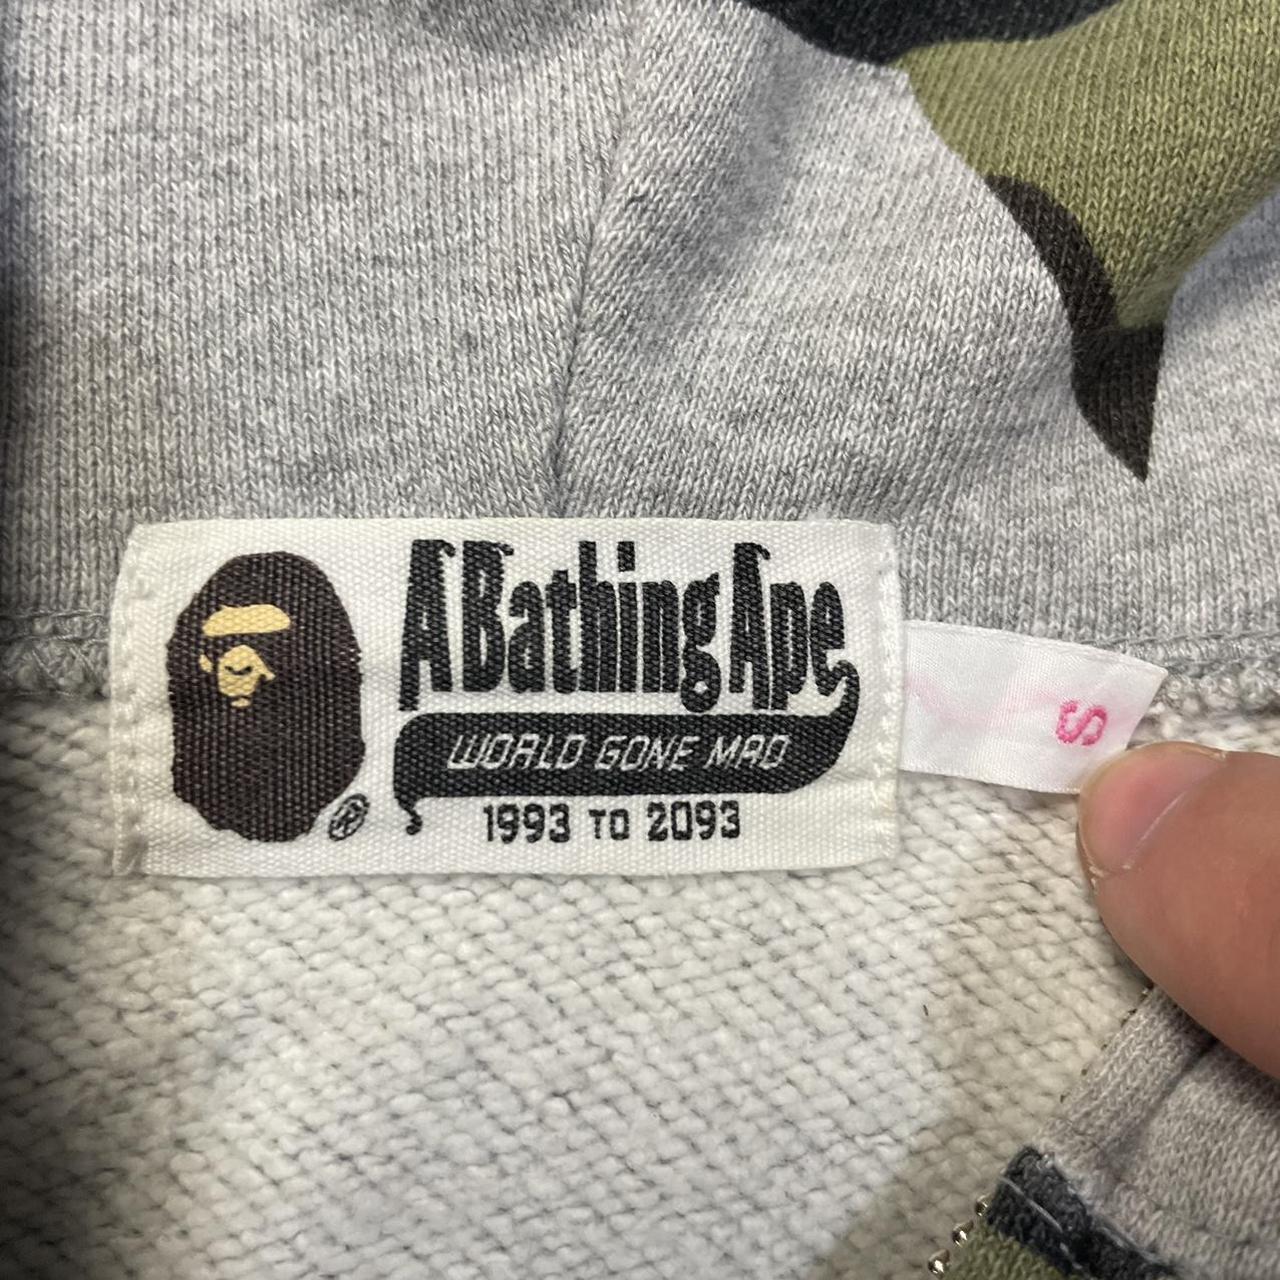 A Bathing Ape
WORLD GONE MAD
1993 TO 2093
®
S